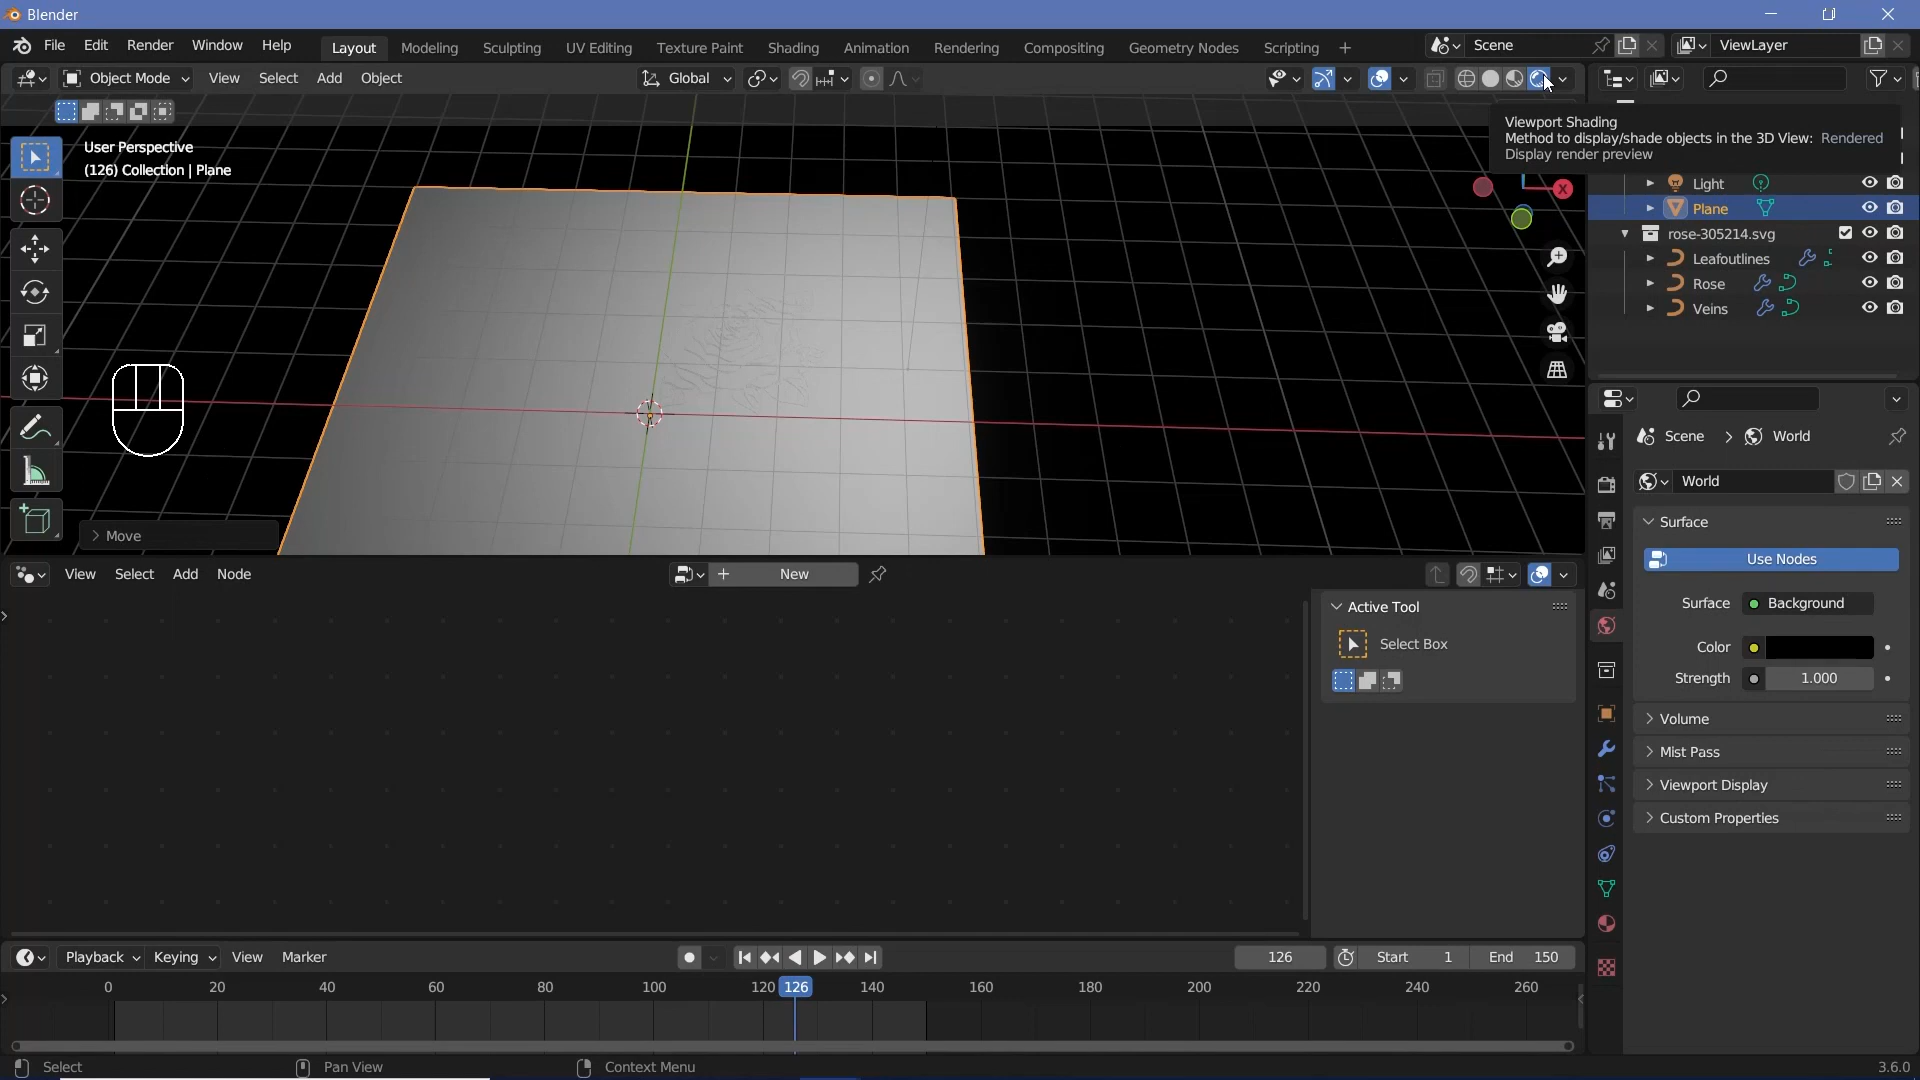 Blender
File Edit Render Window Help Layout Modeling Sculpting UV Editing Texture Paint Shading Animation Rendering Compositing Geometry Nodes Scripting + Scene ViewLayer
Object Mode View Select Add Object Global
User Perspective
(126) Collection | Plane
Viewport Shading
Method to display/shade objects in the 3D View: Rendered
Display render preview
X
Light
Plane
rose-305214.svg
Leafoutlines
Rose
Veins
Move
Scene > World
World
Surface
Use Nodes
Surface Background
Color
Strength 1.000
Volume
Mist Pass
Viewport Display
Custom Properties
View Select Add Node + New
Active Tool
Select Box
Playback Keying View Marker 126 Start 1 End 150
0 20 40 60 80 100 120 126 140 160 180 200 220 240 260
Select Pan View Context Menu 3.6.0